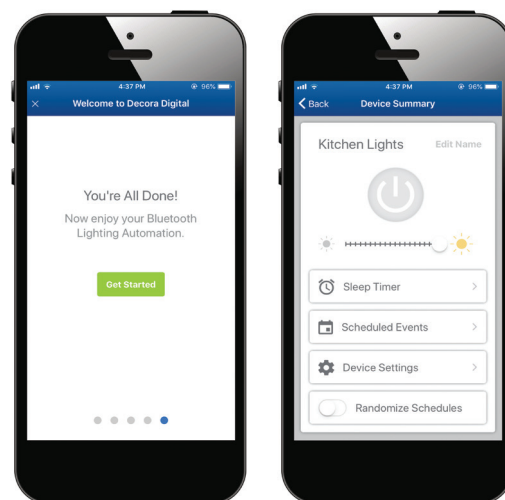 4:37 PM
96%
Welcome to Decora Digital
You're All Done!
Now enjoy your Bluetooth
Lighting Automation.
Get Started
4:37 PM
96%
Back
Device Summary
Kitchen Lights
Edit Name
Sleep Timer
Scheduled Events
Device Settings
Randomize Schedules